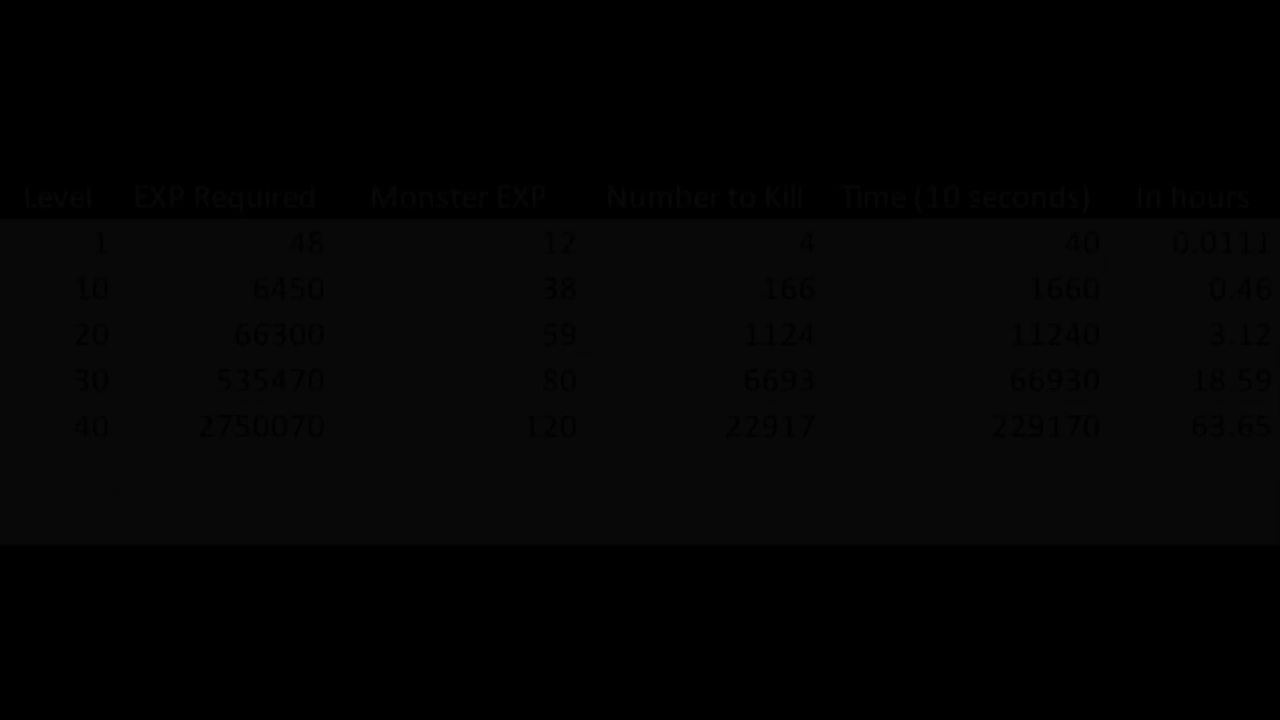 Level EXP Required Monster EXP Number to Kill Time (10 seconds) In hours
1 48 12 4 40 0.0111
10 6450 38 166 1660 0.46
20 66300 59 1124 11240 3.12
30 535470 80 6693 66930 18.59
40 2750070 120 22917 229170 63.65